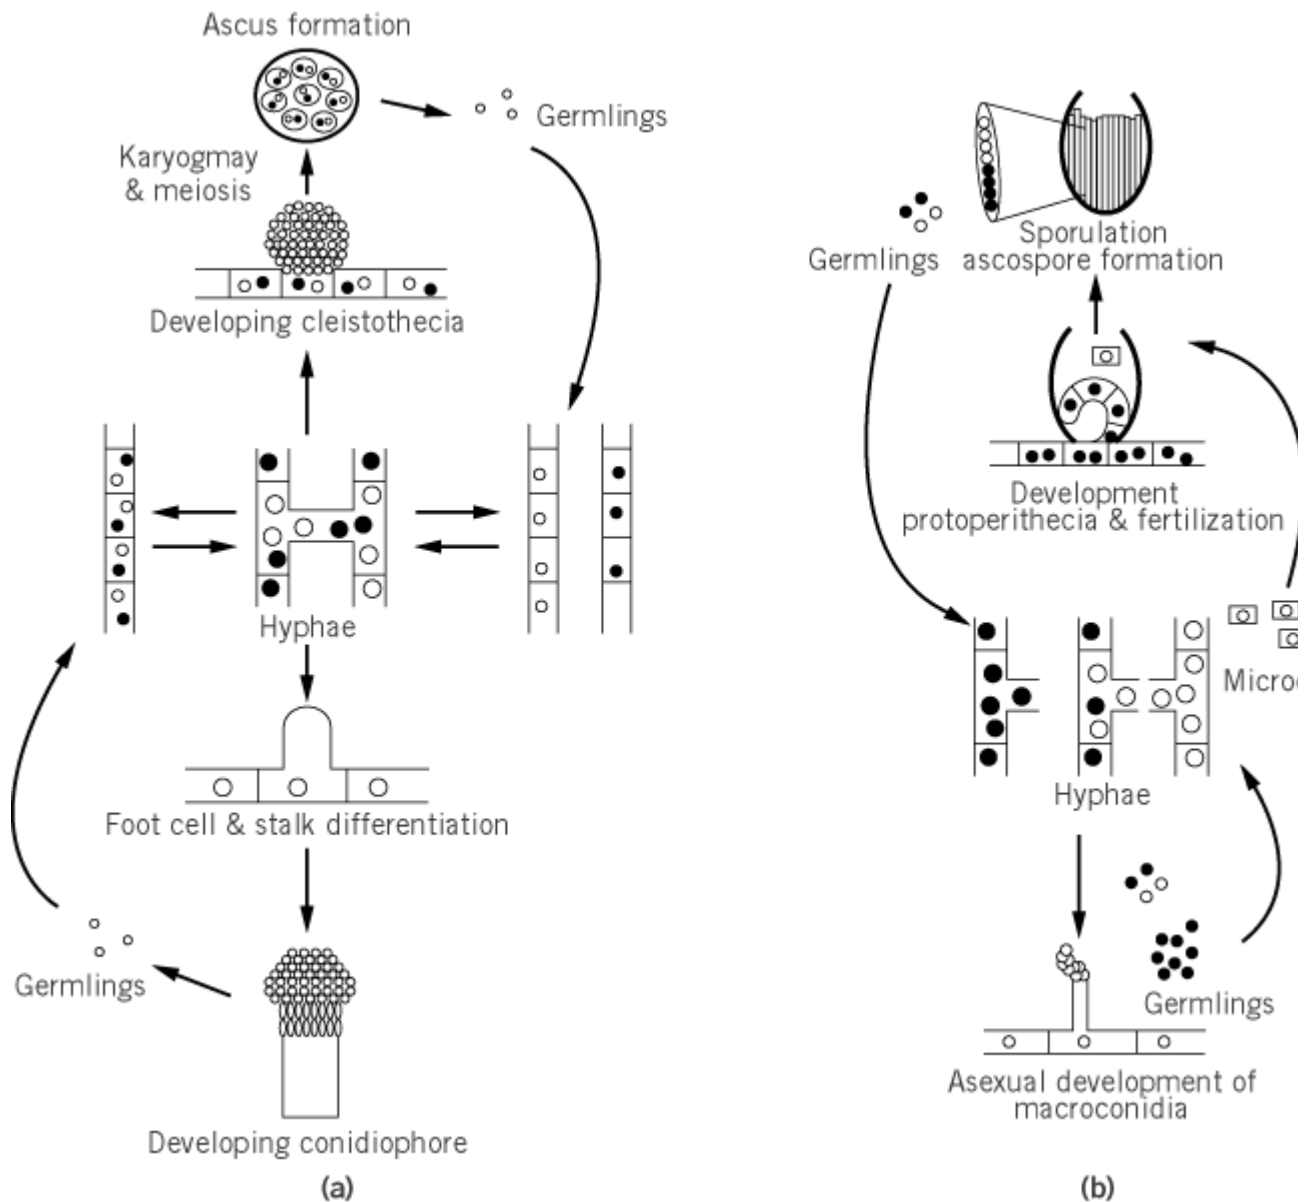 Ascus formation
Germlings
Karyogmay
& meiosis
Developing cleistothecia
Hyphae
Foot cell & stalk differentiation
Germlings
Developing conidiophore
(a)
Germlings
Sporulation
ascospore formation
Development
protoperithecia & fertilization
Hyphae
Germlings
Asexual development of
macroconidia
(b)